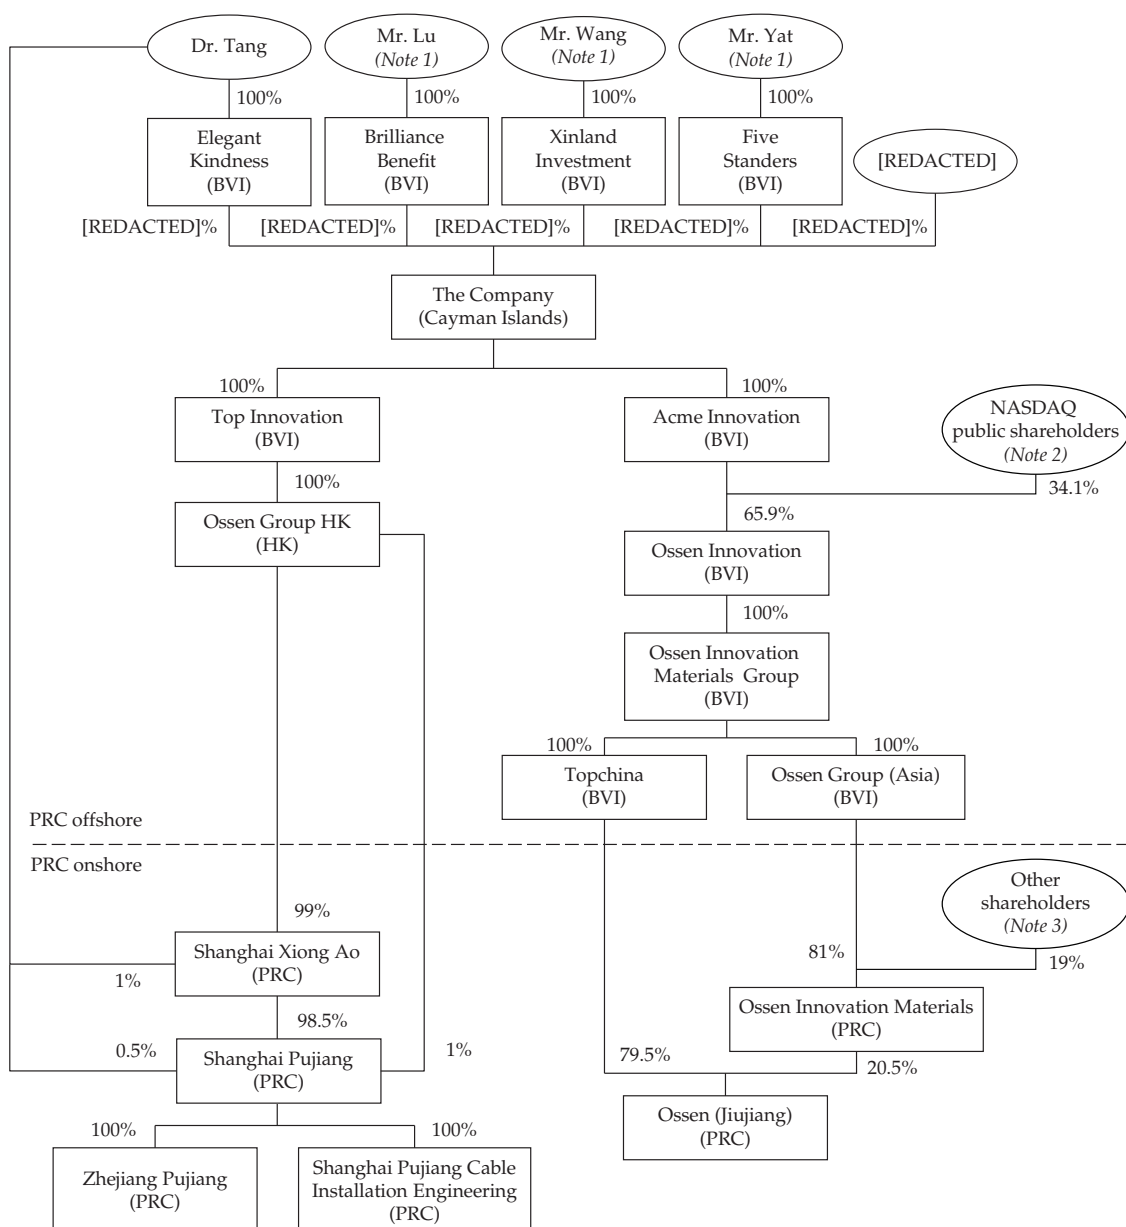 Dr. Tang
Mr. Lu
(Note 1)
Mr. Wang
(Note 1)
Mr. Yat
(Note 1)
100%
100%
100%
100%
Elegant
Kindness
(BVI)
Brilliance
Benefit
(BVI)
Xinland
Investment
(BVI)
Five
Standers
(BVI)
[REDACTED]
[REDACTED]%
[REDACTED]%
[REDACTED]%
[REDACTED]%
[REDACTED]%
The Company
(Cayman Islands)
100%
100%
Top Innovation
(BVI)
Acme Innovation
(BVI)
NASDAQ
public shareholders
(Note 2)
100%
34.1%
65.9%
Ossen Group HK
(HK)
Ossen Innovation
(BVI)
100%
Ossen Innovation
Materials Group
(BVI)
100%
100%
Topchina
(BVI)
Ossen Group (Asia)
(BVI)
PRC offshore
PRC onshore
Other
shareholders
(Note 3)
99%
Shanghai Xiong Ao
(PRC)
81%
19%
1%
Ossen Innovation Materials
(PRC)
98.5%
0.5%
Shanghai Pujiang
(PRC)
1%
79.5%
20.5%
Ossen (Jiujiang)
(PRC)
100%
100%
Zhejiang Pujiang
(PRC)
Shanghai Pujiang Cable
Installation Engineering
(PRC)